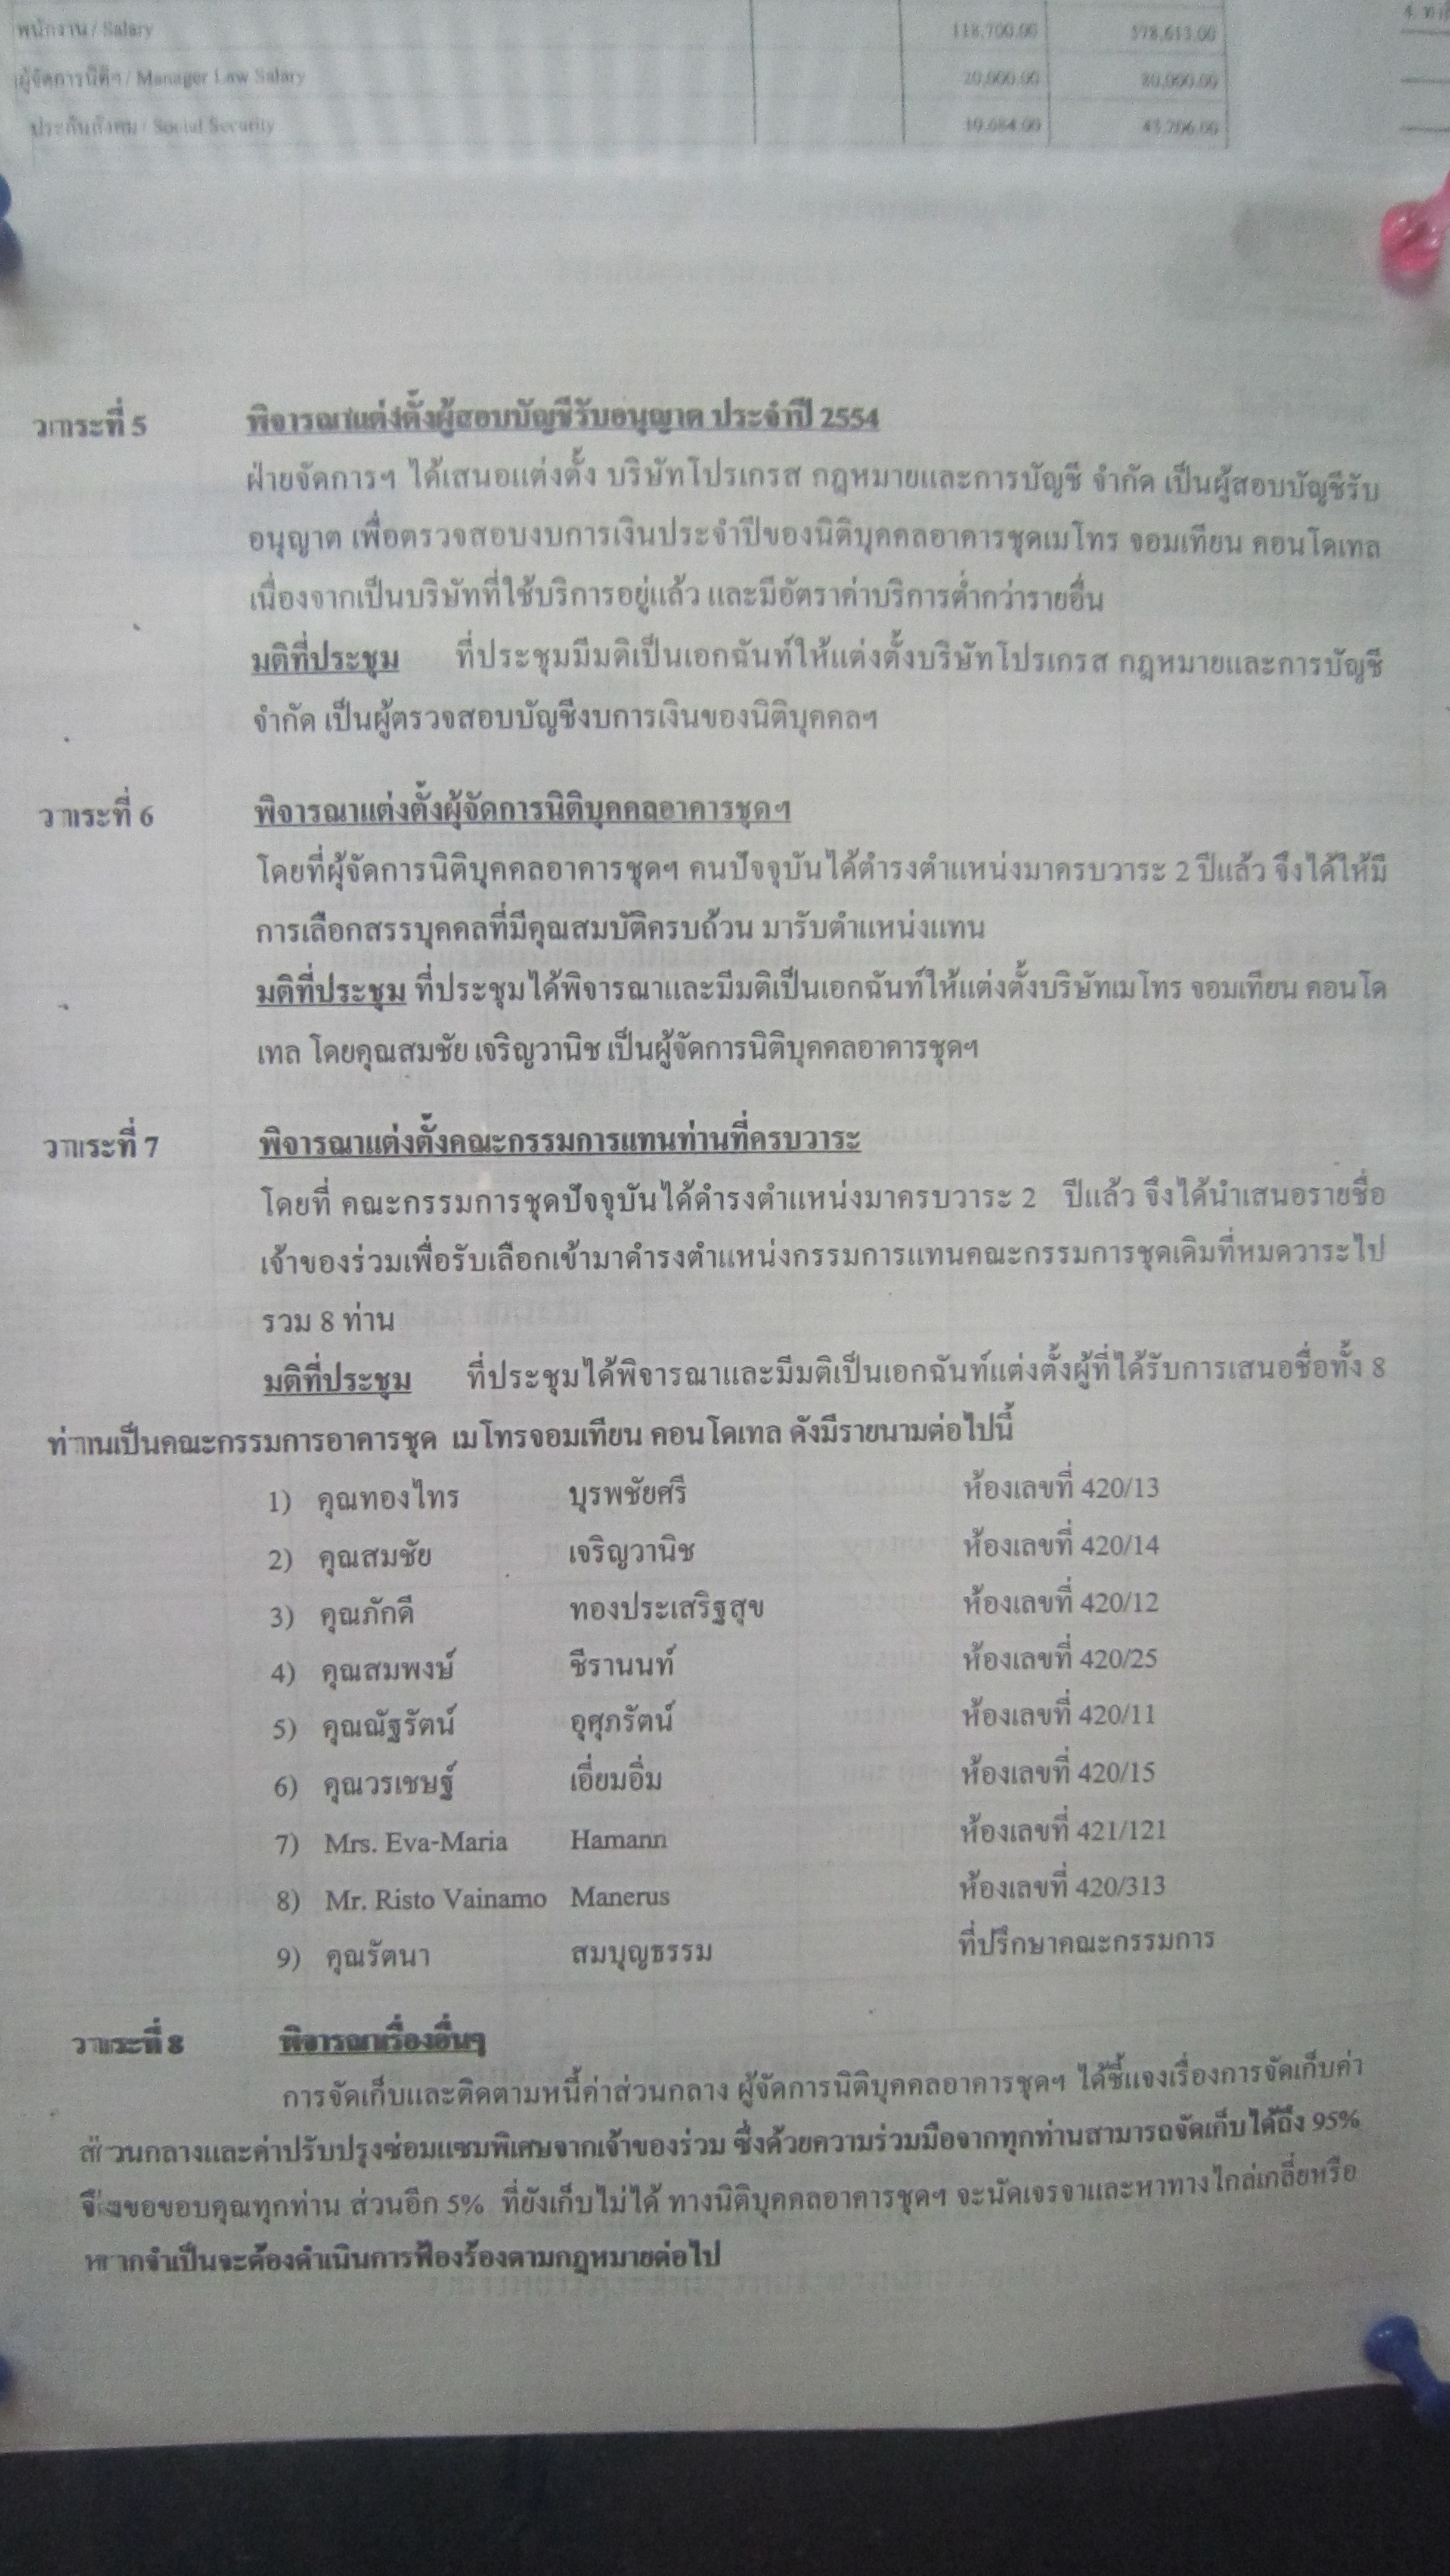 พนักงาน / Salary 118,700.00 578,613.00
ผู้จัดการนิติฯ / Manager Law Salary 20,000.00 80,000.00
ประกันสังคม / Social Security 10,684.00 43,206.00
วาระที่ 5 พิจารณาแต่งตั้งผู้สอบบัญชีรับอนุญาต ประจำปี 2554
ฝ่ายจัดการฯ ได้เสนอแต่งตั้ง บริษัทโปรเกรส กฎหมายและการบัญชี จำกัด เป็นผู้สอบบัญชีรับ
อนุญาต เพื่อตรวจสอบงบการเงินประจำปีของนิติบุคคลอาคารชุดเมโทร จอมเทียน คอนโดเทล
เนื่องจากเป็นบริษัทที่ใช้บริการอยู่แล้ว และมีอัตราค่าบริการต่ำกว่ารายอื่น
มติที่ประชุม ที่ประชุมมีมติเป็นเอกฉันท์ให้แต่งตั้งบริษัทโปรเกรส กฎหมายและการบัญชี
จำกัด เป็นผู้ตรวจสอบบัญชีงบการเงินของนิติบุคคลฯ
วาระที่ 6 พิจารณาแต่งตั้งผู้จัดการนิติบุคคลอาคารชุดฯ
โดยที่ผู้จัดการนิติบุคคลอาคารชุดฯ คนปัจจุบันได้ดำรงตำแหน่งมาครบวาระ 2 ปีแล้ว จึงได้ให้มี
การเลือกสรรบุคคลที่มีคุณสมบัติครบถ้วน มารับตำแหน่งแทน
มติที่ประชุม ที่ประชุมได้พิจารณาและมีมติเป็นเอกฉันท์ให้แต่งตั้งบริษัทเมโทร จอมเทียน คอนโด
เทล โดยคุณสมชัย เจริญวานิช เป็นผู้จัดการนิติบุคคลอาคารชุดฯ
วาระที่ 7 พิจารณาแต่งตั้งคณะกรรมการแทนท่านที่ครบวาระ
โดยที่ คณะกรรมการชุดปัจจุบันได้ดำรงตำแหน่งมาครบวาระ 2 ปีแล้ว จึงได้นำเสนอรายชื่อ
เจ้าของร่วมเพื่อรับเลือกเข้ามาดำรงตำแหน่งกรรมการแทนคณะกรรมการชุดเดิมที่หมดวาระไป
รวม 8 ท่าน
มติที่ประชุม ที่ประชุมได้พิจารณาและมีมติเป็นเอกฉันท์แต่งตั้งผู้ที่ได้รับการเสนอชื่อทั้ง 8
ท่านเป็นคณะกรรมการอาคารชุด เมโทรจอมเทียน คอนโดเทล ดังมีรายนามต่อไปนี้
1) คุณทองไทร บุรพชัยศรี ห้องเลขที่ 420/13
2) คุณสมชัย เจริญวานิช ห้องเลขที่ 420/14
3) คุณภักดี ทองประเสริฐสุข ห้องเลขที่ 420/12
4) คุณสมพงษ์ ชีรานนท์ ห้องเลขที่ 420/25
5) คุณณัฐรัตน์ อุศุภรัตน์ ห้องเลขที่ 420/11
6) คุณวรเชษฐ์ เอี่ยมอิ่ม ห้องเลขที่ 420/15
7) Mrs. Eva-Maria Hamann ห้องเลขที่ 421/121
8) Mr. Risto Vainamo Manerus ห้องเลขที่ 420/313
9) คุณรัตนา สมบุญธรรม ที่ปรึกษาคณะกรรมการ
วาระที่ 8 พิจารณาเรื่องอื่นๆ
การจัดเก็บและติดตามหนี้ค่าส่วนกลาง ผู้จัดการนิติบุคคลอาคารชุดฯ ได้ชี้แจงเรื่องการจัดเก็บค่า
ส่วนกลางและค่าปรับปรุงซ่อมแซมพิเศษจากเจ้าของร่วม ซึ่งด้วยความร่วมมือจากทุกท่านสามารถจัดเก็บได้ถึง 95%
จึงขอขอบคุณทุกท่าน ส่วนอีก 5% ที่ยังเก็บไม่ได้ ทางนิติบุคคลอาคารชุดฯ จะนัดเจรจาและหาทางไกล่เกลี่ยหรือ
หากจำเป็นจะต้องดำเนินการฟ้องร้องตามกฎหมายต่อไป